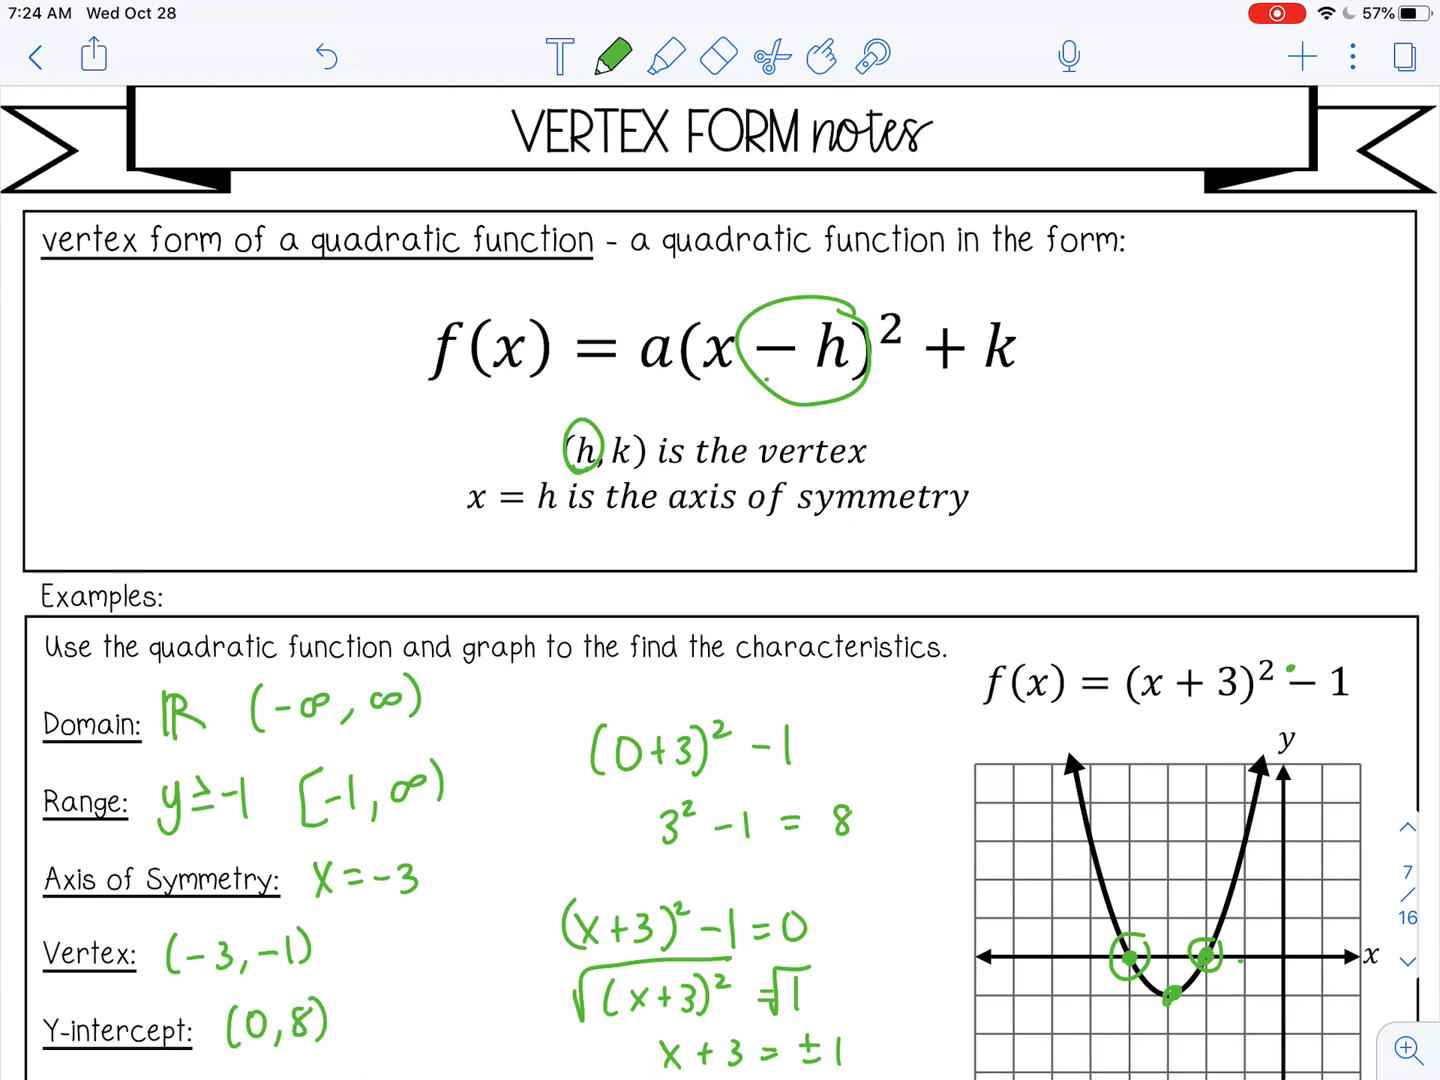 7:24 AM Wed Oct 28
57%
VERTEX FORM notes
vertex form of a quadratic function - a quadratic function in the form:
f(x) = a(x − h)² + k
(h, k) is the vertex
x = h is the axis of symmetry
Examples:
Use the quadratic function and graph to the find the characteristics.
f(x) = (x + 3)² − 1
Domain: ℝ (-∞, ∞)
Range: y ≥ -1 [-1, ∞)
Axis of Symmetry: x = -3
Vertex: (-3, -1)
Y-intercept: (0, 8)
(0+3)² - 1
3² - 1 = 8
(x+3)² - 1 = 0
√(x+3)² = √1
x + 3 = ± 1
y
x
7
/
16